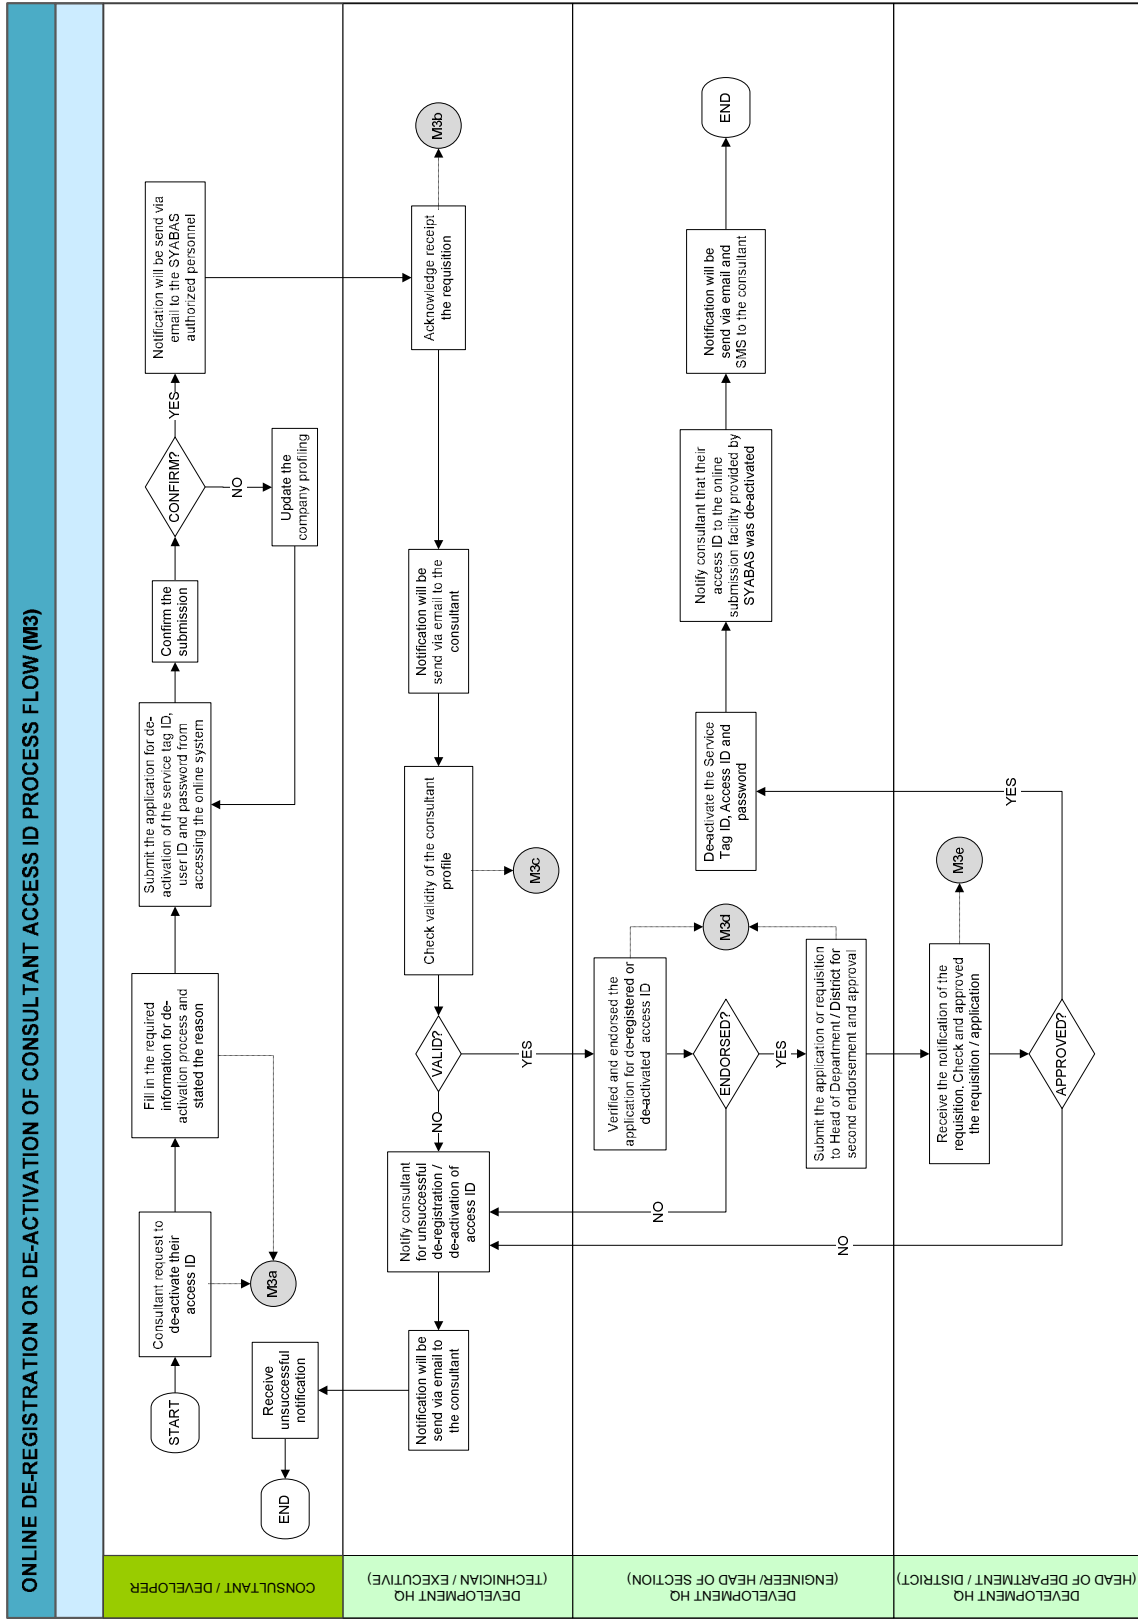 ONLINE DE-REGISTRATION OR DE-ACTIVATION OF CONSULTANT ACCESS ID PROCESS FLOW (M3)
CONSULTANT / DEVELOPER
START
Consultant request to
de-activate their
access ID
M3a
Fill in the required
information for de-
activation process and
stated the reason
Submit the application for de-
activation of the service tag ID,
user ID and password from
accessing the online system
Confirm the
submission
CONFIRM?
YES
NO
Update the
company profiling
Notification will be send via
email to the SYABAS
authorized personnel
Receive
unsuccessful
notification
END
DEVELOPMENT HQ
(TECHNICIAN / EXECUTIVE)
Acknowledge receipt
the requisition
M3b
Notification will be
send via email to the
consultant
Check validity of the consultant
profile
M3c
VALID?
YES
NO
Notify consultant
for unsuccessful
de-registration /
de-activation of
access ID
Notification will be
send via email to
the consultant
DEVELOPMENT HQ
(ENGINEER/ HEAD OF SECTION)
Verified and endorsed the
application for de-registered or
de-activated access ID
M3d
ENDORSED?
YES
NO
Submit the application or requisition
to Head of Department / District for
second endorsement and approval
De-activate the Service
Tag ID, Access ID and
password
Notify consultant that their
access ID to the online
submission facility provided by
SYABAS was de-activated
Notification will be
send via email and
SMS to the consultant
END
DEVELOPMENT HQ
(HEAD OF DEPARTMENT / DISTRICT)
Receive the notification of the
requisition. Check and approved
the requisition / application
M3e
APPROVED?
YES
NO